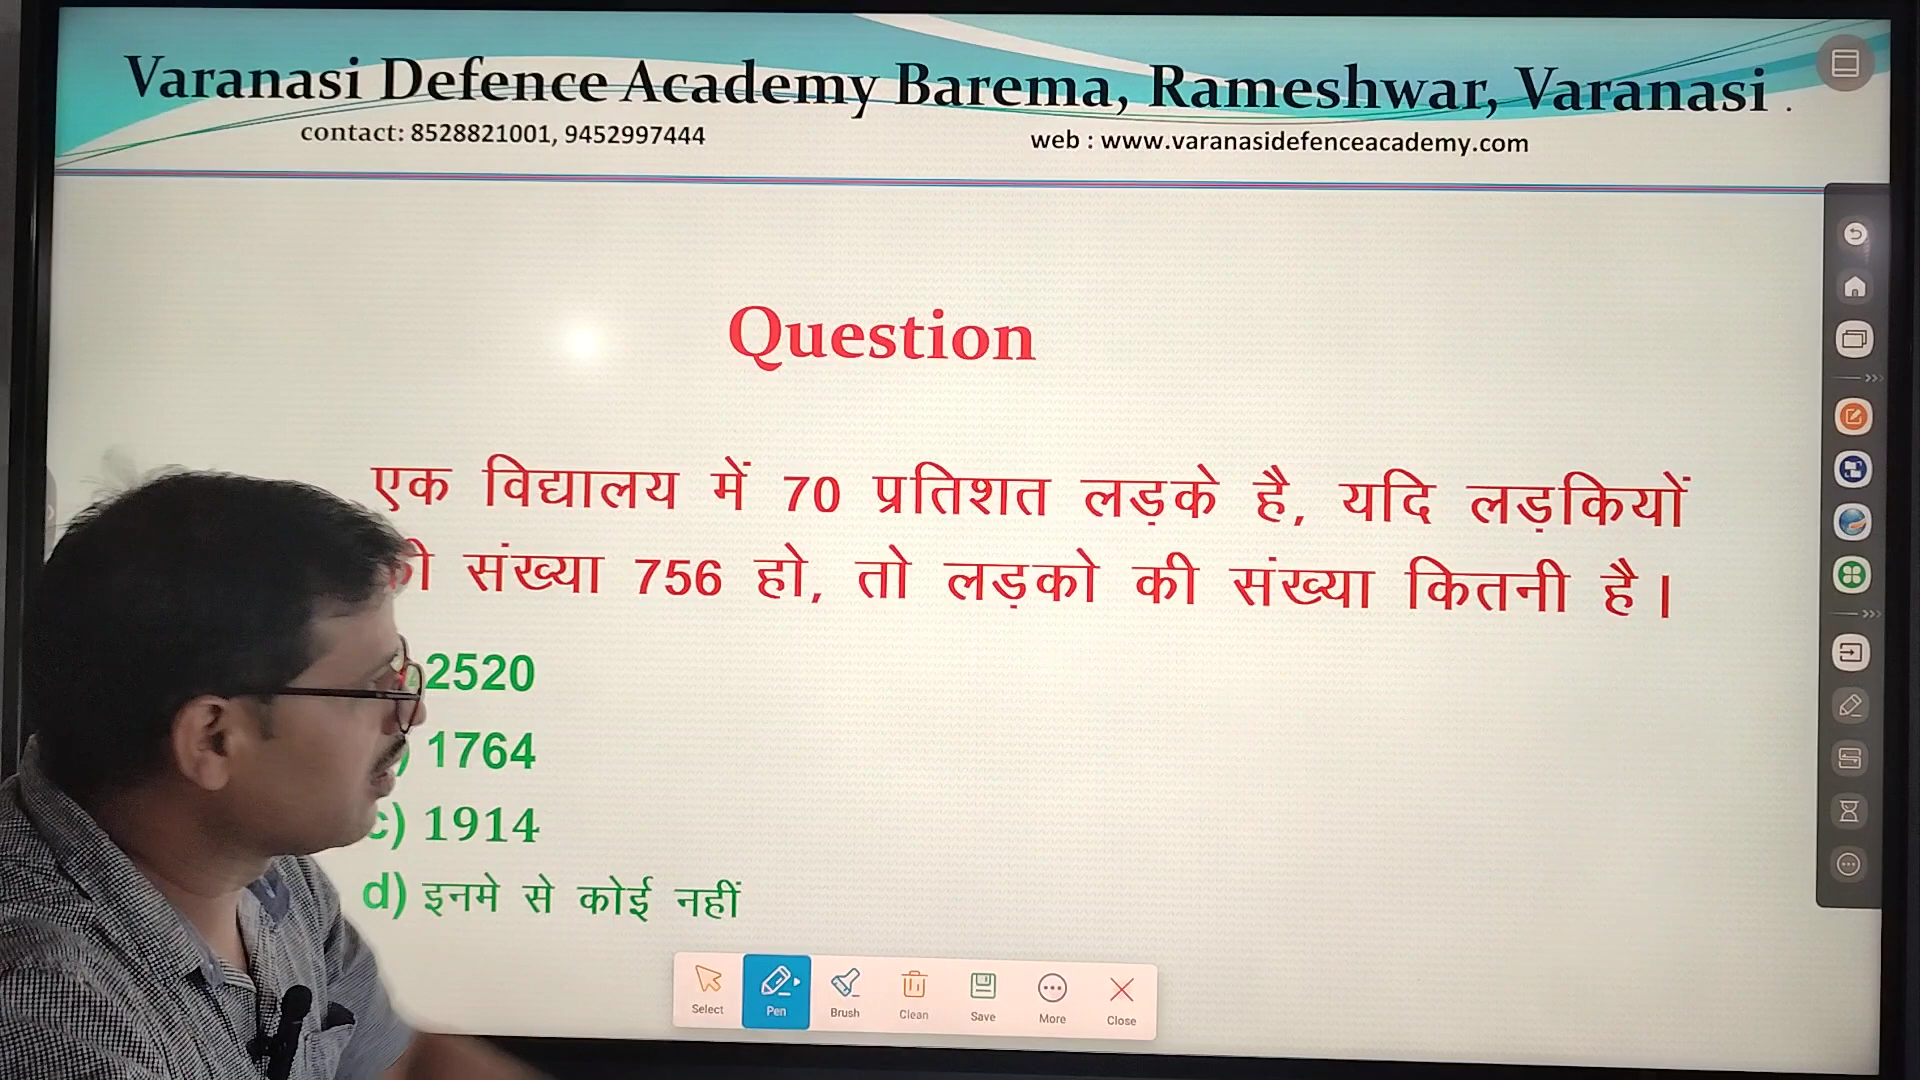 Varanasi Defence Academy Barema, Rameshwar, Varanasi .
contact: 8528821001, 9452997444
web : www.varanasidefenceacademy.com
Question
एक विद्यालय में 70 प्रतिशत लड़के है, यदि लड़कियों
की संख्या 756 हो, तो लड़को की संख्या कितनी है।
2520
) 1764
c) 1914
d) इनमे से कोई नहीं
Select Pen Brush Clean Save More Close